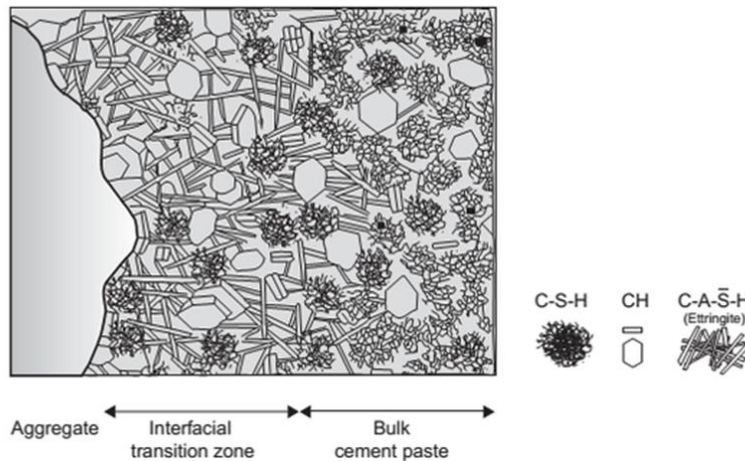 C-S-H CH C-A-S̄-H
(Ettringite)
Aggregate Interfacial Bulk
transition zone cement paste